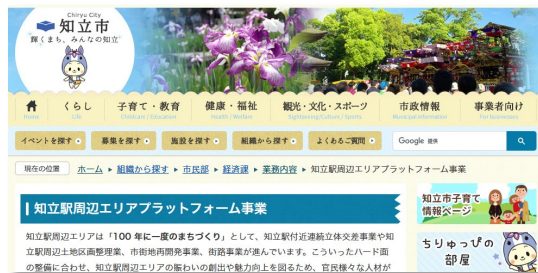 Chiryu City
知立市
輝くまち、みんなの知立
Home
くらし
Life
子育て・教育
Childcare / Education
健康・福祉
Health / Welfare
観光・文化・スポーツ
Sightseeing/Culture / Sports
市政情報
Municipal information
事業者向け
For businesses
イベントを探す
募集を探す
施設を探す
組織から探す
よくあるご質問
Google 提供
現在の位置
ホーム ▸ 組織から探す ▸ 市民部 ▸ 経済課 ▸ 業務内容 ▸ 知立駅周辺エリアプラットフォーム事業
知立駅周辺エリアプラットフォーム事業
知立駅周辺エリアは「100 年に一度のまちづくり」として、知立駅付近連続立体交差事業や知
立駅周辺土地区画整理業、市街地再開発事業、街路事業が進んでいます。こういったハード面
の整備に合わせ、知立駅周辺エリアの賑わいの創出や魅力向上を図るため、官民様々な人材が
知立市子育て
情報ページ
ちりゅっぴの
部屋